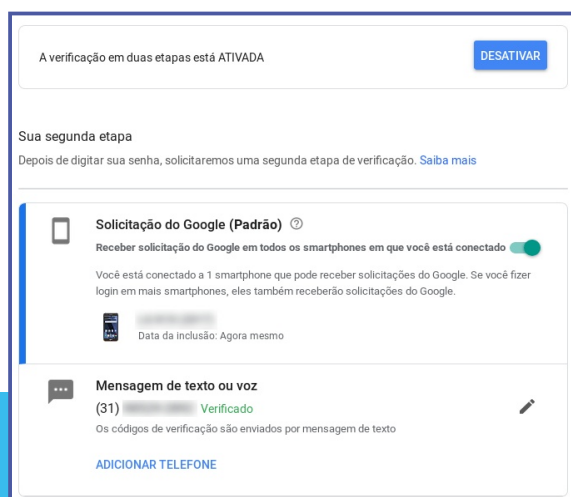 A verificação em duas etapas está ATIVADA
DESATIVAR
Sua segunda etapa
Depois de digitar sua senha, solicitaremos uma segunda etapa de verificação. Saiba mais
Solicitação do Google (Padrão)
Receber solicitação do Google em todos os smartphones em que você está conectado
Você está conectado a 1 smartphone que pode receber solicitações do Google. Se você fizer
login em mais smartphones, eles também receberão solicitações do Google.
Data da inclusão: Agora mesmo
Mensagem de texto ou voz
(31) Verificado
Os códigos de verificação são enviados por mensagem de texto
ADICIONAR TELEFONE